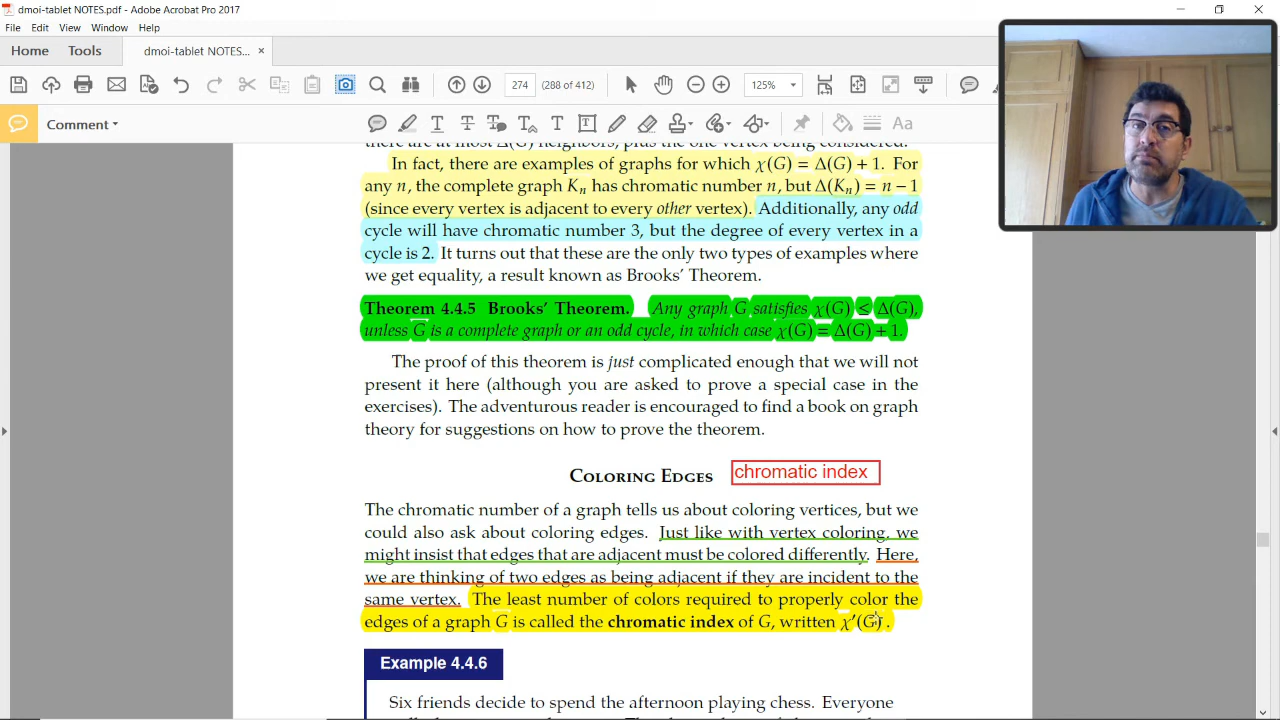 dmoi-tablet NOTES.pdf - Adobe Acrobat Pro 2017
File Edit View Window Help
Home Tools dmoi-tablet NOTES... ×
274 (288 of 412) 125%
Comment
there are at most Δ(G) neighbors, plus the one vertex being considered.
In fact, there are examples of graphs for which χ(G) = Δ(G) + 1. For
any n, the complete graph Kn has chromatic number n, but Δ(Kn) = n − 1
(since every vertex is adjacent to every other vertex). Additionally, any odd
cycle will have chromatic number 3, but the degree of every vertex in a
cycle is 2. It turns out that these are the only two types of examples where
we get equality, a result known as Brooks' Theorem.
Theorem 4.4.5 Brooks' Theorem. Any graph G satisfies χ(G) ≤ Δ(G),
unless G is a complete graph or an odd cycle, in which case χ(G) = Δ(G) + 1.
The proof of this theorem is just complicated enough that we will not
present it here (although you are asked to prove a special case in the
exercises). The adventurous reader is encouraged to find a book on graph
theory for suggestions on how to prove the theorem.
Coloring Edges chromatic index
The chromatic number of a graph tells us about coloring vertices, but we
could also ask about coloring edges. Just like with vertex coloring, we
might insist that edges that are adjacent must be colored differently. Here,
we are thinking of two edges as being adjacent if they are incident to the
same vertex. The least number of colors required to properly color the
edges of a graph G is called the chromatic index of G, written χ′(G).
Example 4.4.6
Six friends decide to spend the afternoon playing chess. Everyone